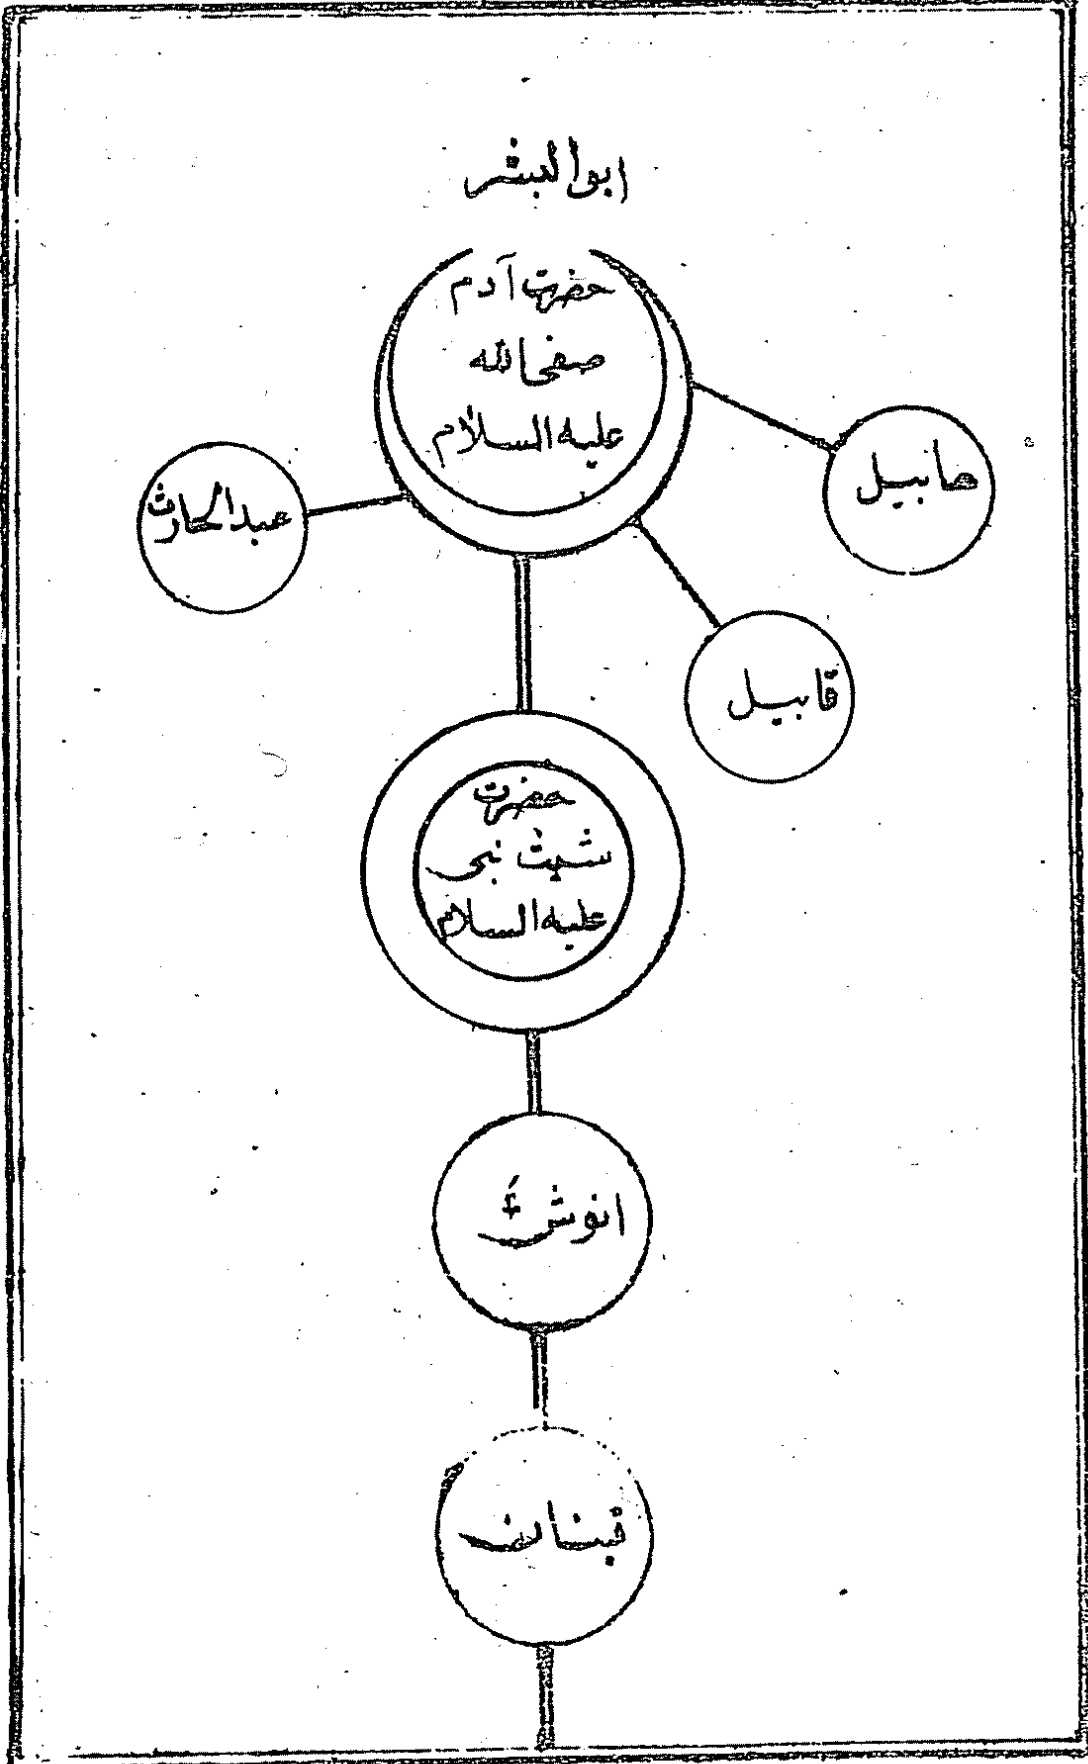 ابوالبشر
حضرت آدم
صفی الله
علیه السلام
هابیل
عبدالحارث
قابیل
حضرت
شیث نبی
علیه السلام
انوش
قینان